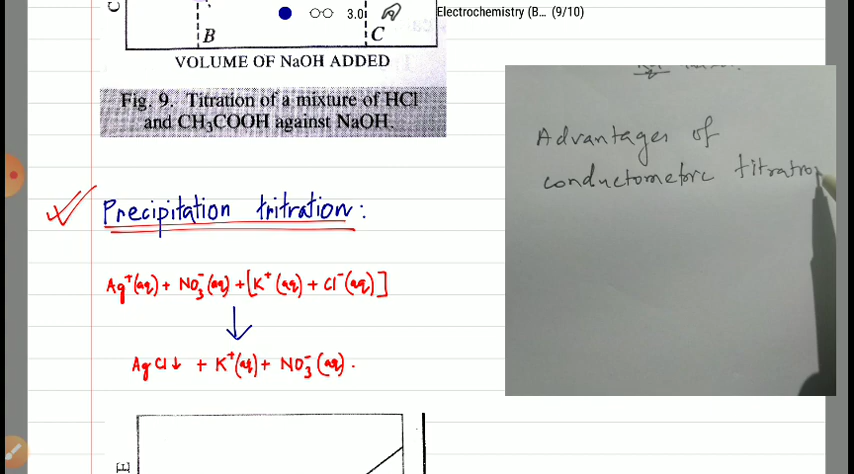 C
3.0
Electrochemistry (B... (9/10)
B
C
VOLUME OF NaOH ADDED
Fig. 9. Titration of a mixture of HCl
and CH₃COOH against NaOH.
Advantages of
conductometric titration
Precipitation tritration :
Ag⁺(aq) + NO₃⁻(aq) + [K⁺(aq) + Cl⁻(aq)]
↓
AgCl↓ + K⁺(aq) + NO₃⁻(aq).
E